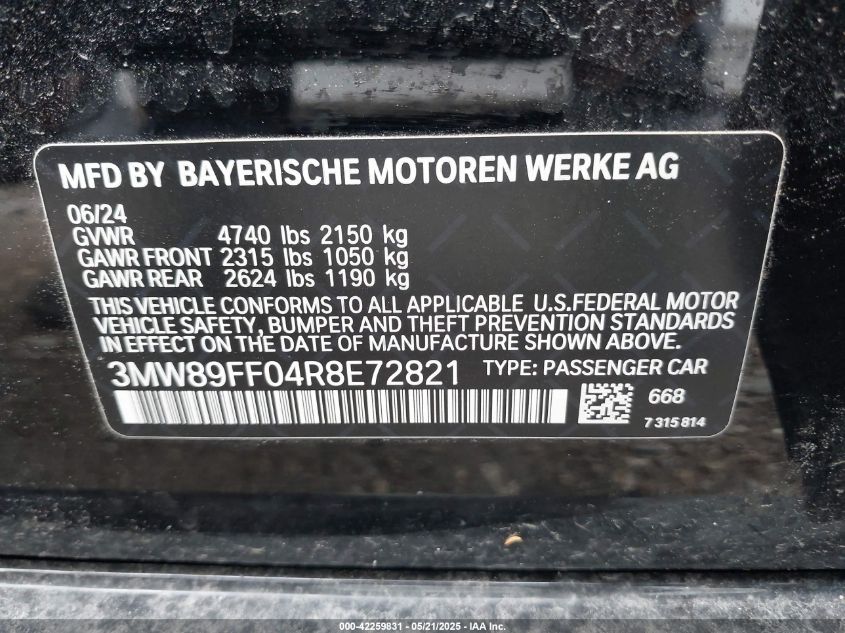 MFD BY BAYERISCHE MOTOREN WERKE AG
06/24
GVWR 4740 lbs 2150 kg
GAWR FRONT 2315 lbs 1050 kg
GAWR REAR 2624 lbs 1190 kg
THIS VEHICLE CONFORMS TO ALL APPLICABLE U.S.FEDERAL MOTOR
VEHICLE SAFETY, BUMPER AND THEFT PREVENTION STANDARDS
IN EFFECT ON THE DATE OF MANUFACTURE SHOWN ABOVE.
3MW89FF04R8E72821 TYPE: PASSENGER CAR
668
7 315 814
000-42259831 - 05/21/2025 - IAA Inc.